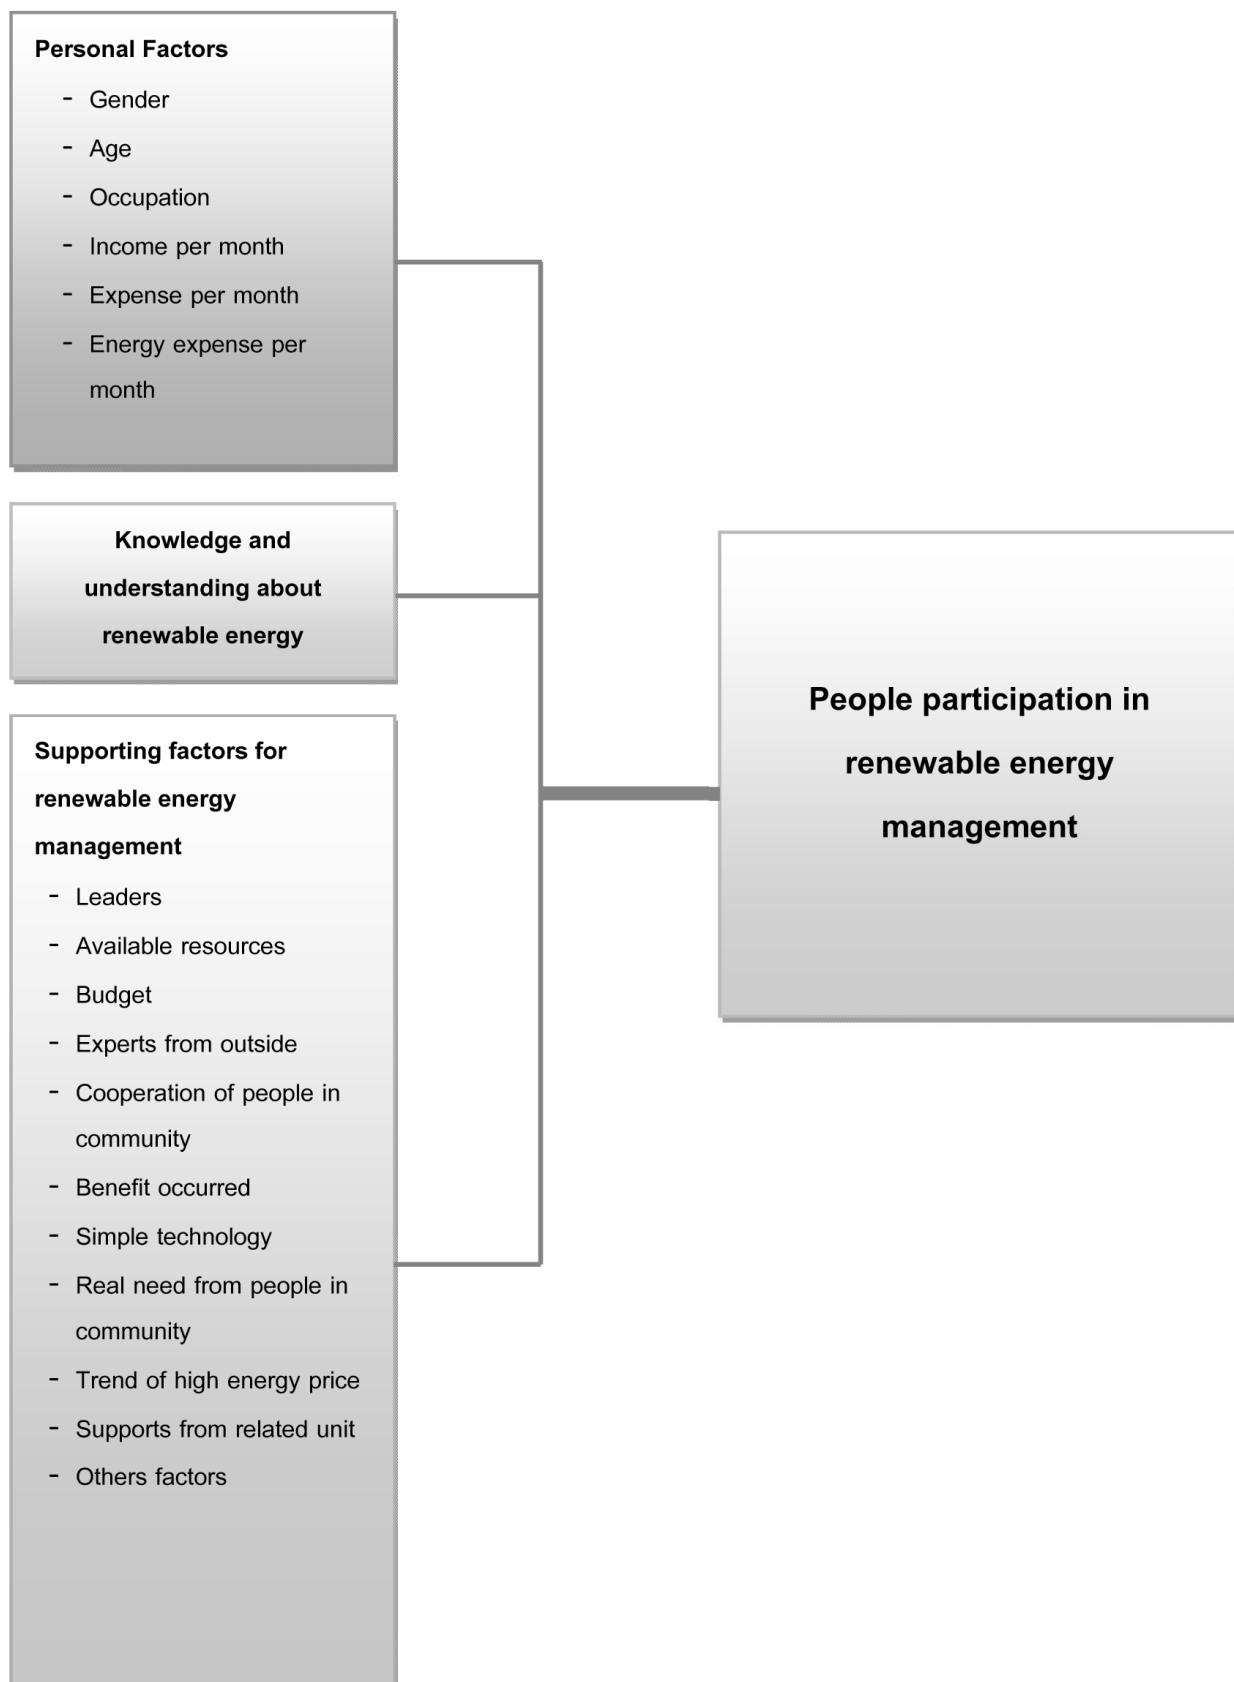 Personal Factors
- Gender
- Age
- Occupation
- Income per month
- Expense per month
- Energy expense per
month
Knowledge and
understanding about
renewable energy
Supporting factors for
renewable energy
management
- Leaders
- Available resources
- Budget
- Experts from outside
- Cooperation of people in
community
- Benefit occurred
- Simple technology
- Real need from people in
community
- Trend of high energy price
- Supports from related unit
- Others factors
People participation in
renewable energy
management